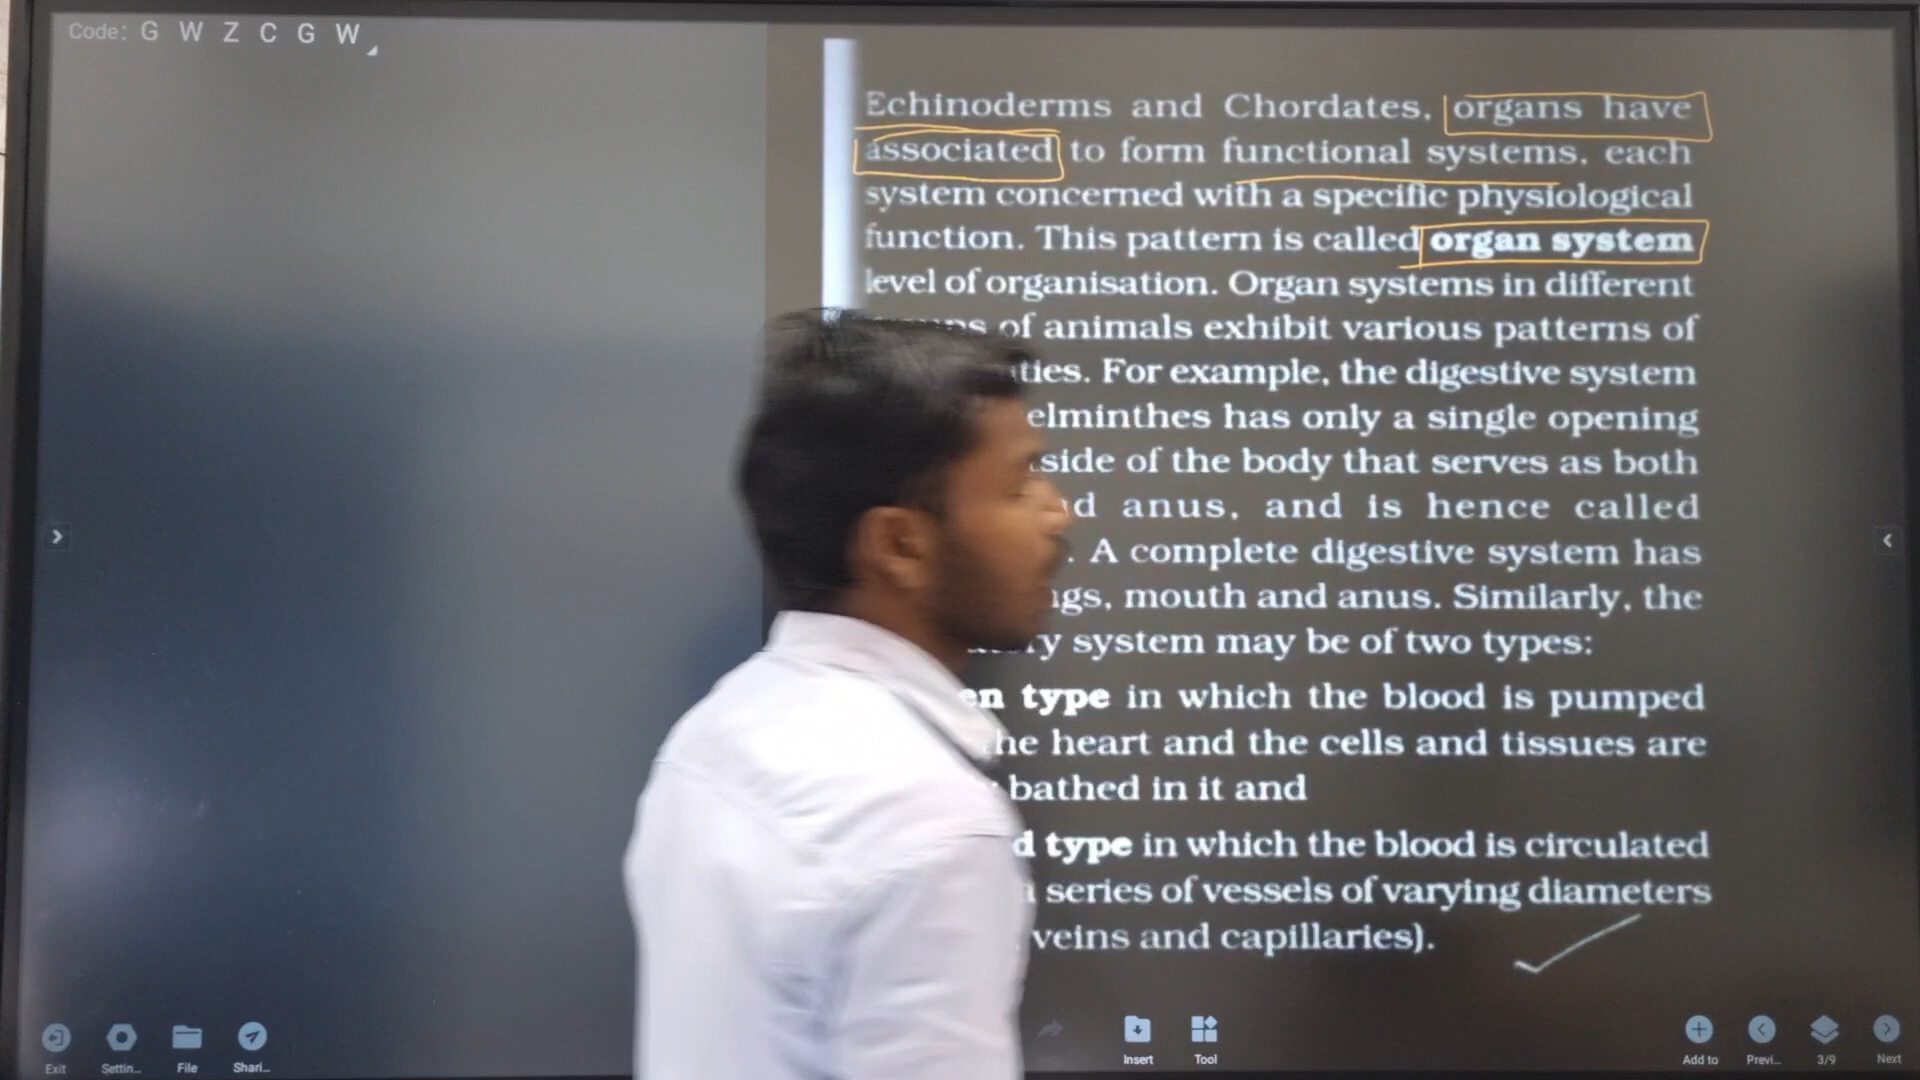 Code: G W Z C G W
Echinoderms and Chordates, organs have
associated to form functional systems, each
system concerned with a specific physiological
function. This pattern is called organ system
level of organisation. Organ systems in different
of animals exhibit various patterns of
For example, the digestive system
has only a single opening
of the body that serves as both
anus, and is hence called
. A complete digestive system has
mouth and anus. Similarly, the
system may be of two types:
type in which the blood is pumped
heart and the cells and tissues are
bathed in it and
type in which the blood is circulated
series of vessels of varying diameters
veins and capillaries).
Exit Settin... File Shari... Insert Tool Add to Previ... 3/9 Next